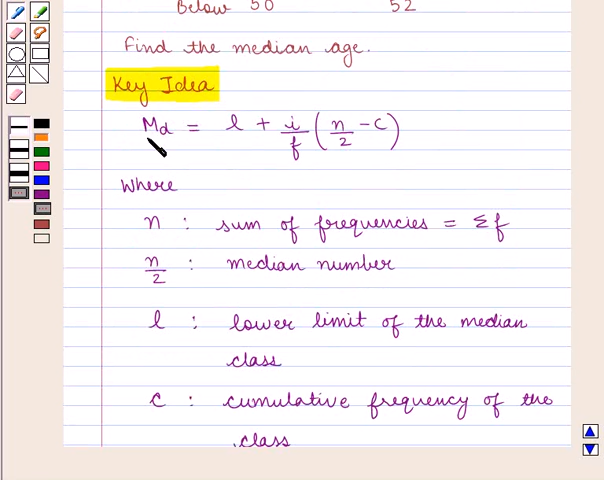 Below 50 52
Find the median age.
Key Idea
Md = l + i/f ( n/2 - c )
Where
n : sum of frequencies = Σf
n/2 : median number
l : lower limit of the median
class
c : cumulative frequency of the
class